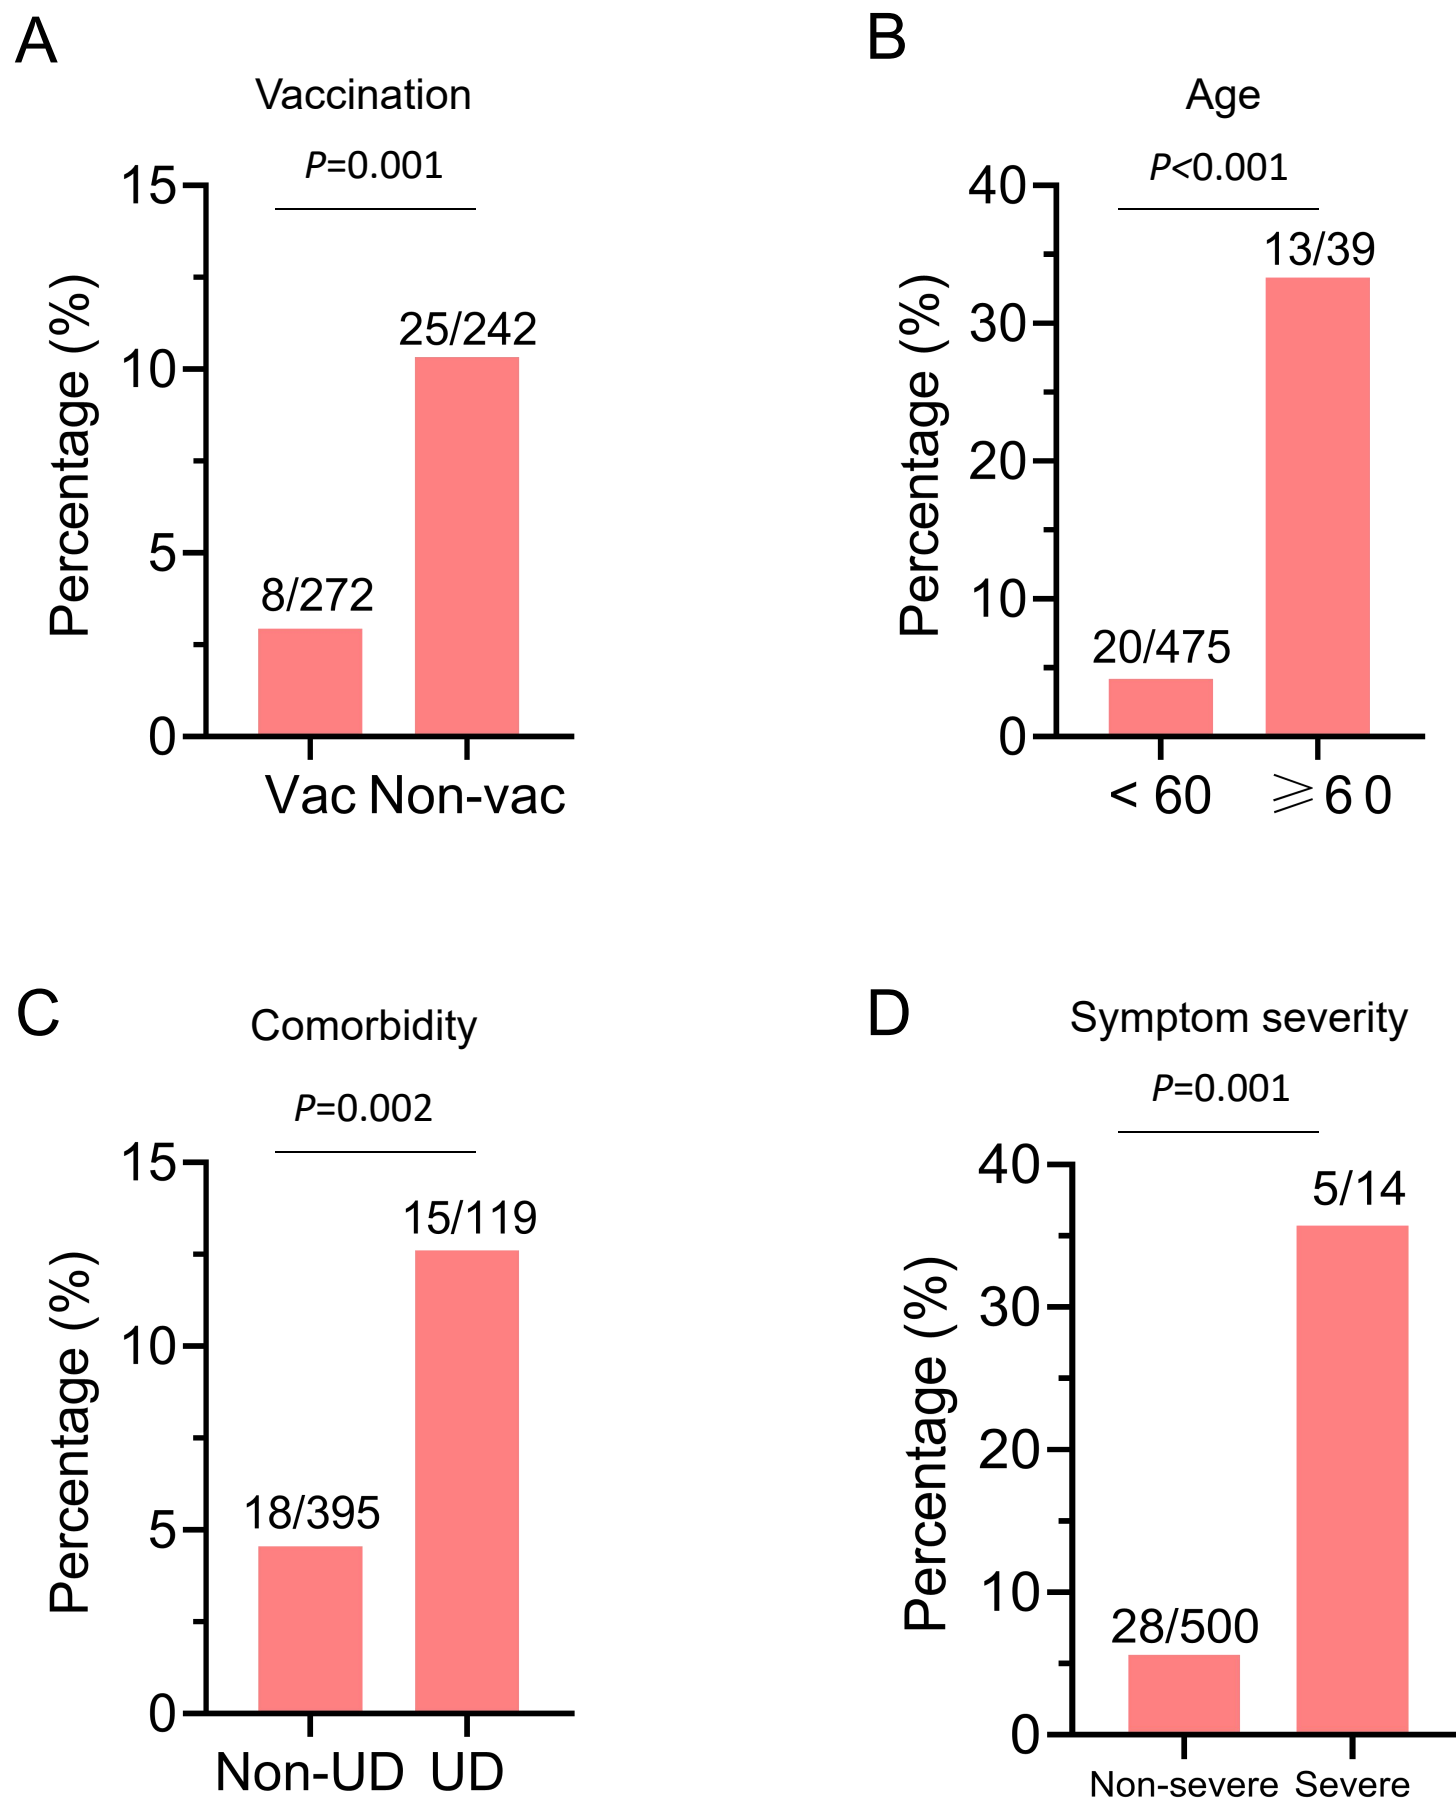 A
Vaccination
P=0.001
15
10
5
0
Percentage (%)
8/272
25/242
Vac Non-vac
B
Age
P<0.001
40
30
20
10
0
Percentage (%)
20/475
13/39
< 60 ⩾6 0
C
Comorbidity
P=0.002
15
10
5
0
Percentage (%)
18/395
15/119
Non-UD UD
D
Symptom severity
P=0.001
40
30
20
10
0
Percentage (%)
28/500
5/14
Non-severe Severe